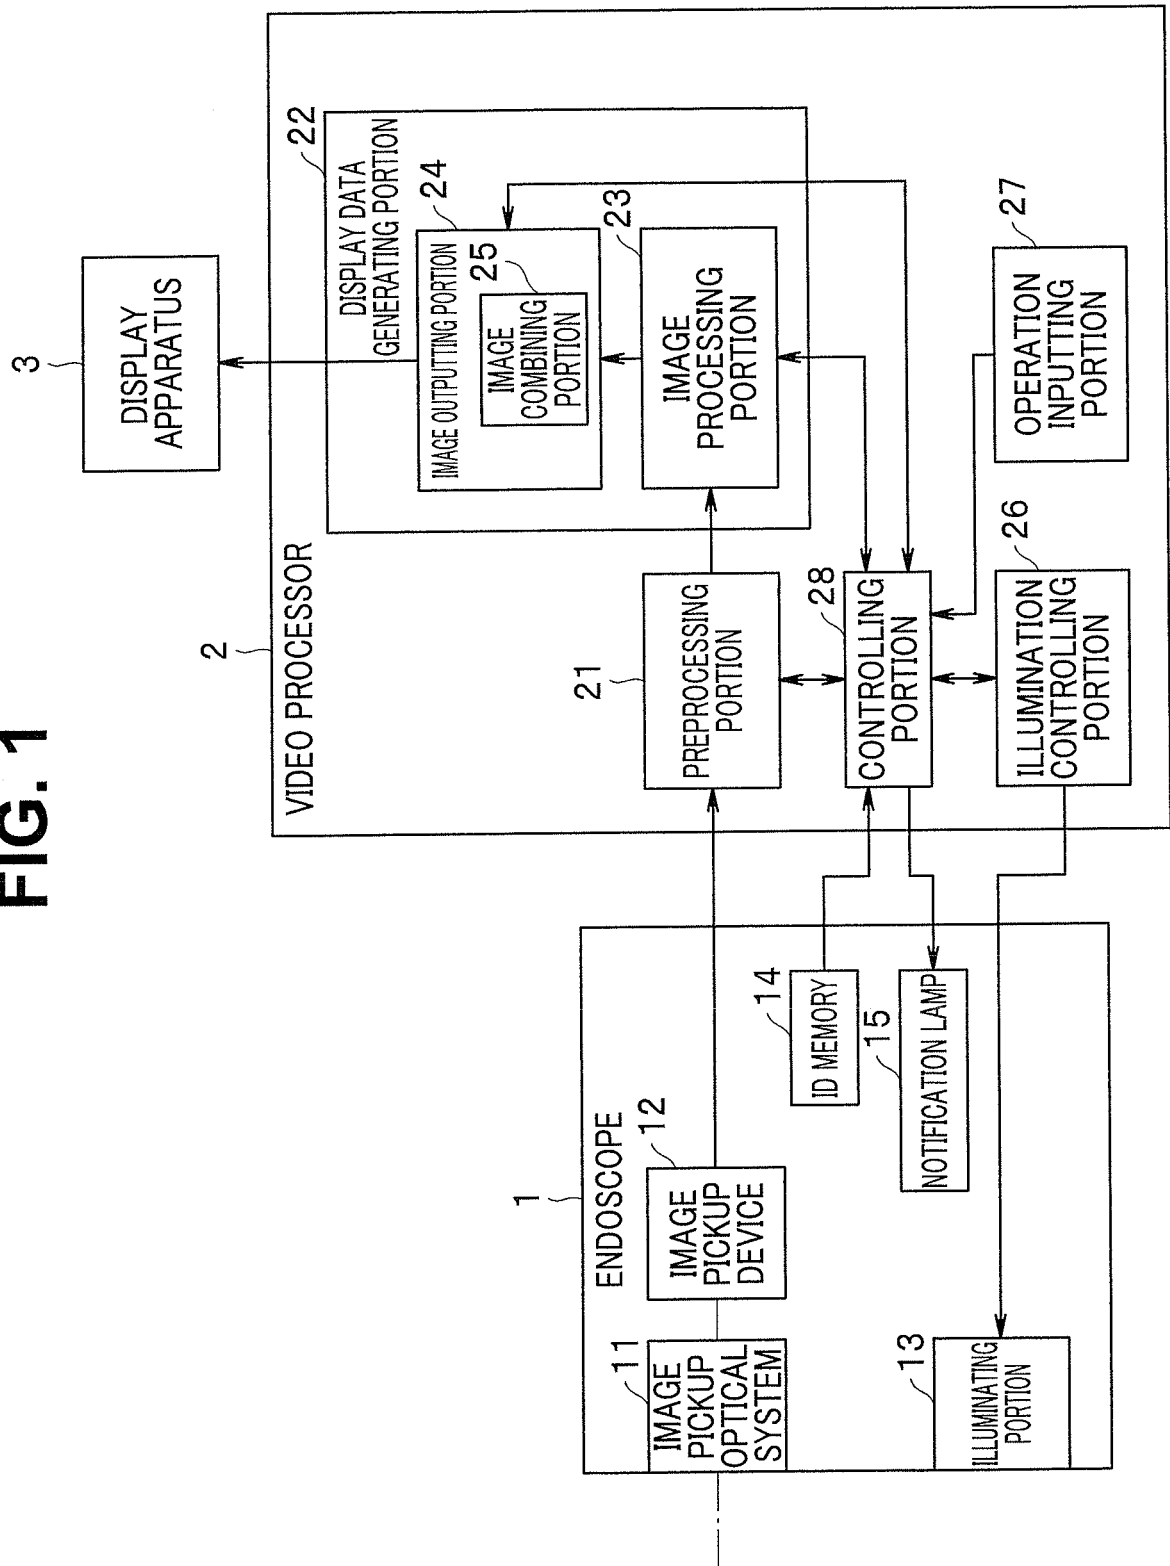 FIG. 1
3
DISPLAY
APPARATUS
2
VIDEO PROCESSOR
22
DISPLAY DATA
GENERATING PORTION
24
IMAGE OUTPUTTING PORTION
25
IMAGE
COMBINING
PORTION
23
IMAGE
PROCESSING
PORTION
21
PREPROCESSING
PORTION
28
CONTROLLING
PORTION
27
OPERATION
INPUTTING
PORTION
26
ILLUMINATION
CONTROLLING
PORTION
1
ENDOSCOPE
11
IMAGE
PICKUP
OPTICAL
SYSTEM
12
IMAGE
PICKUP
DEVICE
14
ID MEMORY
15
NOTIFICATION LAMP
13
ILLUMINATING
PORTION